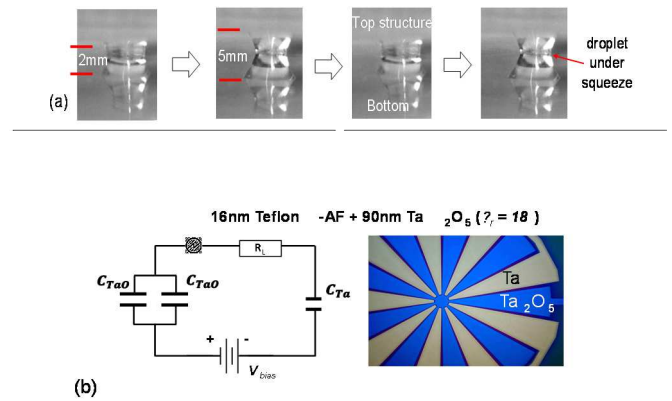 Top structure
2mm
5mm
droplet
under
squeeze
Bottom
(a)
16nm Teflon -AF + 90nm Ta ₂O₅ ( ?ᵣ = 18 )
R_L
C_TaO
C_TaO
C_Ta
Ta
Ta ₂O₅
+ -
V_bias
(b)